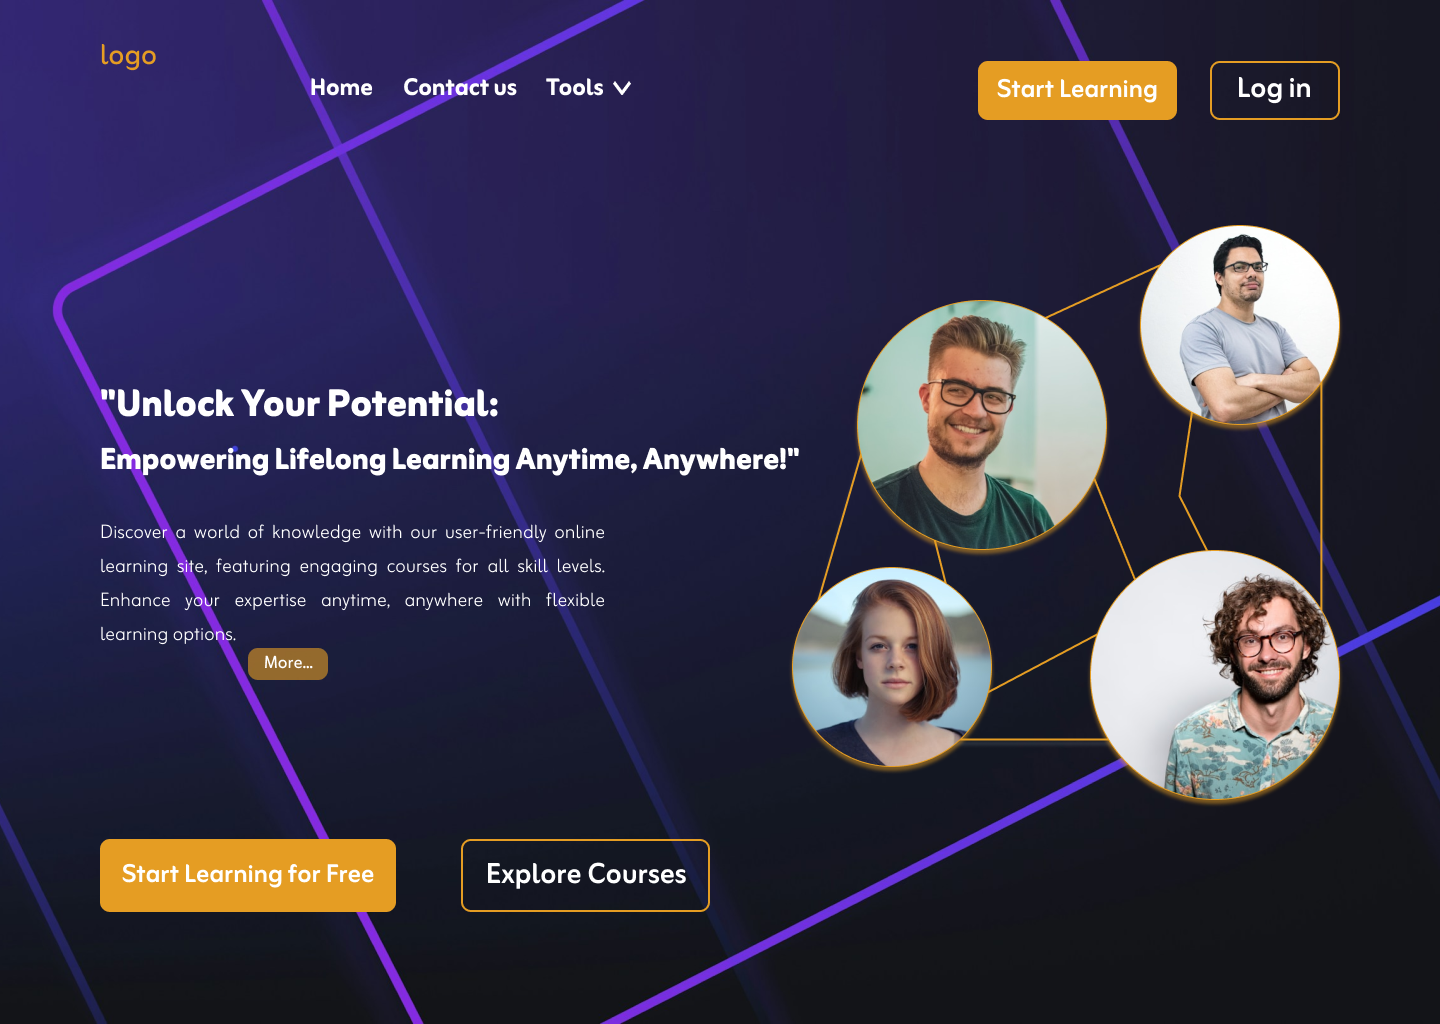 logo
Home Contact us Tools
Start Learning
Log in
"Unlock Your Potential:
Empowering Lifelong Learning Anytime, Anywhere!"
Discover a world of knowledge with our user-friendly online
learning site, featuring engaging courses for all skill levels.
Enhance your expertise anytime, anywhere with flexible
learning options.
More...
Start Learning for Free
Explore Courses